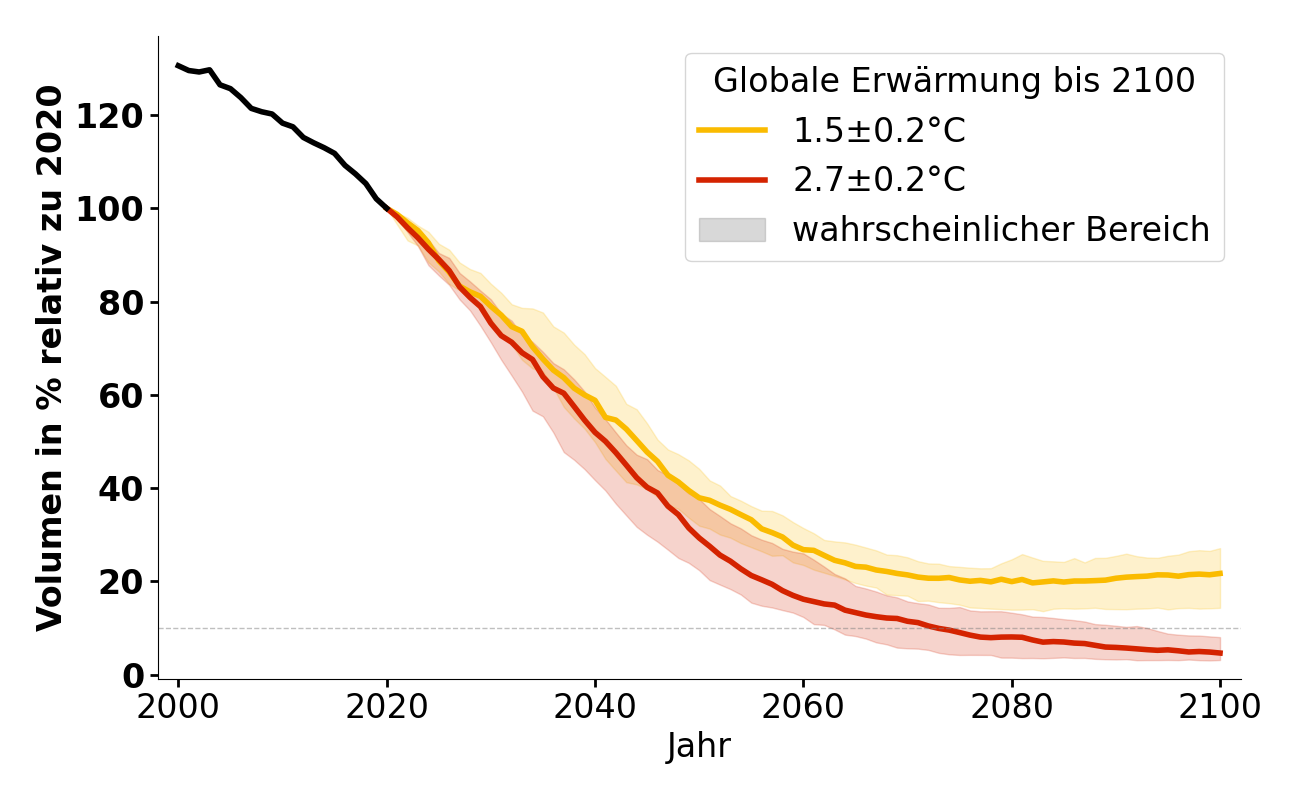 Volumen in % relativ zu 2020
120
100
80
60
40
20
0
Globale Erwärmung bis 2100
1.5±0.2°C
2.7±0.2°C
wahrscheinlicher Bereich
2000 2020 2040 2060 2080 2100
Jahr